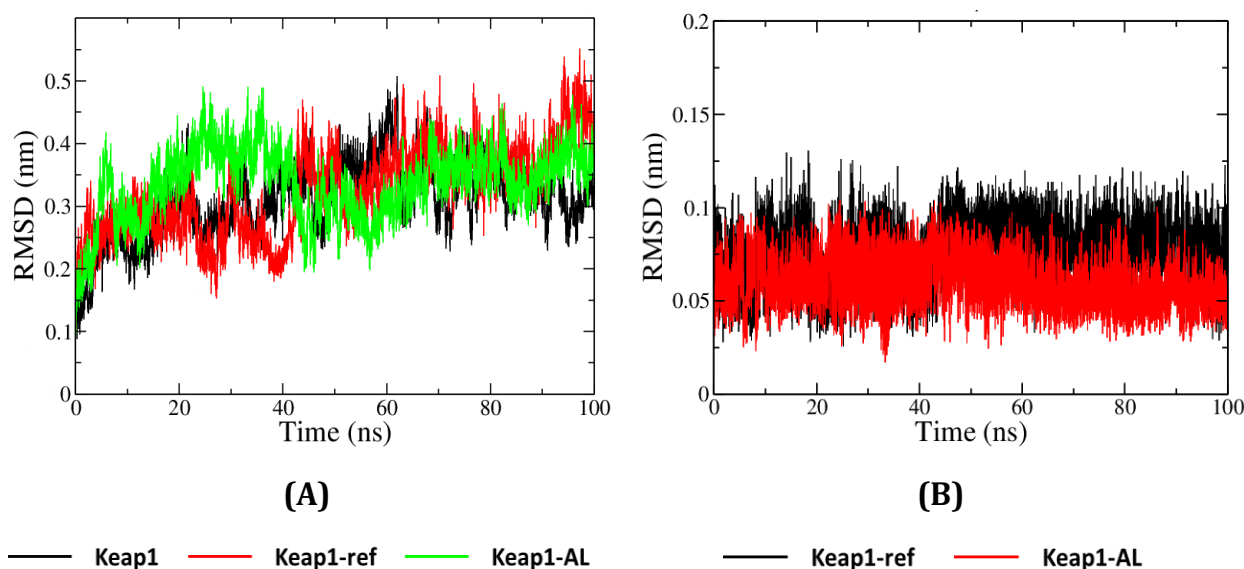 RMSD (nm)
0.5
0.4
0.3
0.2
0.1
0
0 20 40 60 80 100
Time (ns)
(A)
Keap1 Keap1-ref Keap1-AL
RMSD (nm)
0.2
0.15
0.1
0.05
0
0 20 40 60 80 100
Time (ns)
(B)
Keap1-ref Keap1-AL